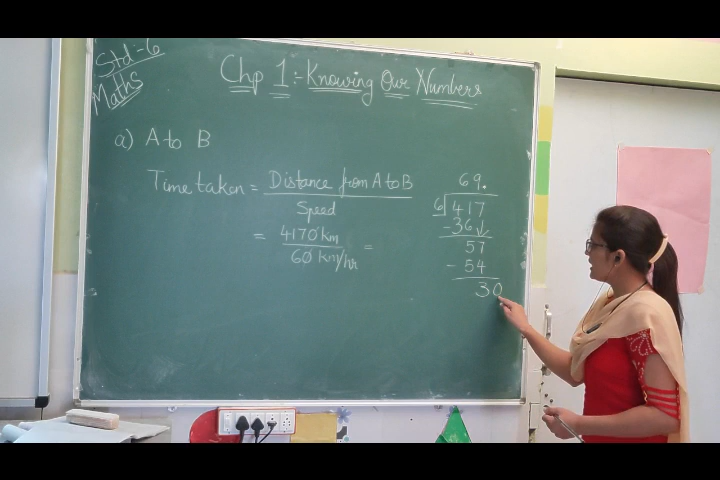 Std:-6
Maths
Chp 1:- Knowing Our Numbers
a) A to B
Time taken = Distance from A to B
Speed
= 4170 km
60 km/hr
=
69.
6 417
-36↓
57
- 54
30